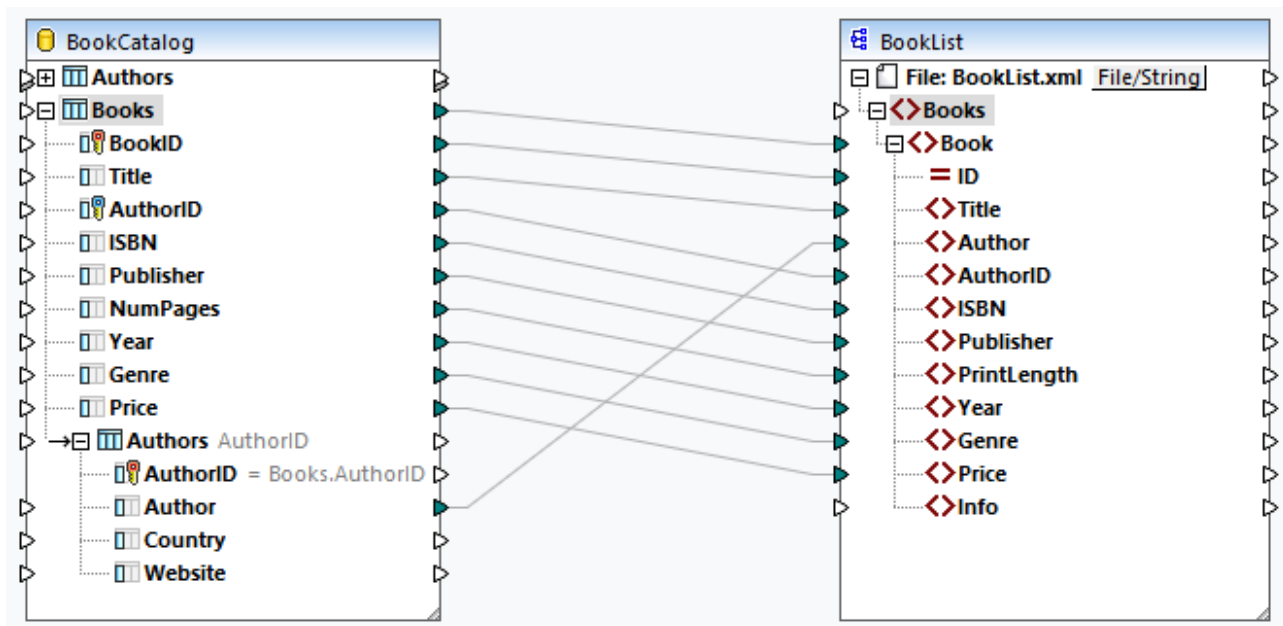 BookCatalog
Authors
Books
BookID
Title
AuthorID
ISBN
Publisher
NumPages
Year
Genre
Price
Authors AuthorID
AuthorID = Books.AuthorID
Author
Country
Website
BookList
File: BookList.xml File/String
Books
Book
ID
Title
Author
AuthorID
ISBN
Publisher
PrintLength
Year
Genre
Price
Info